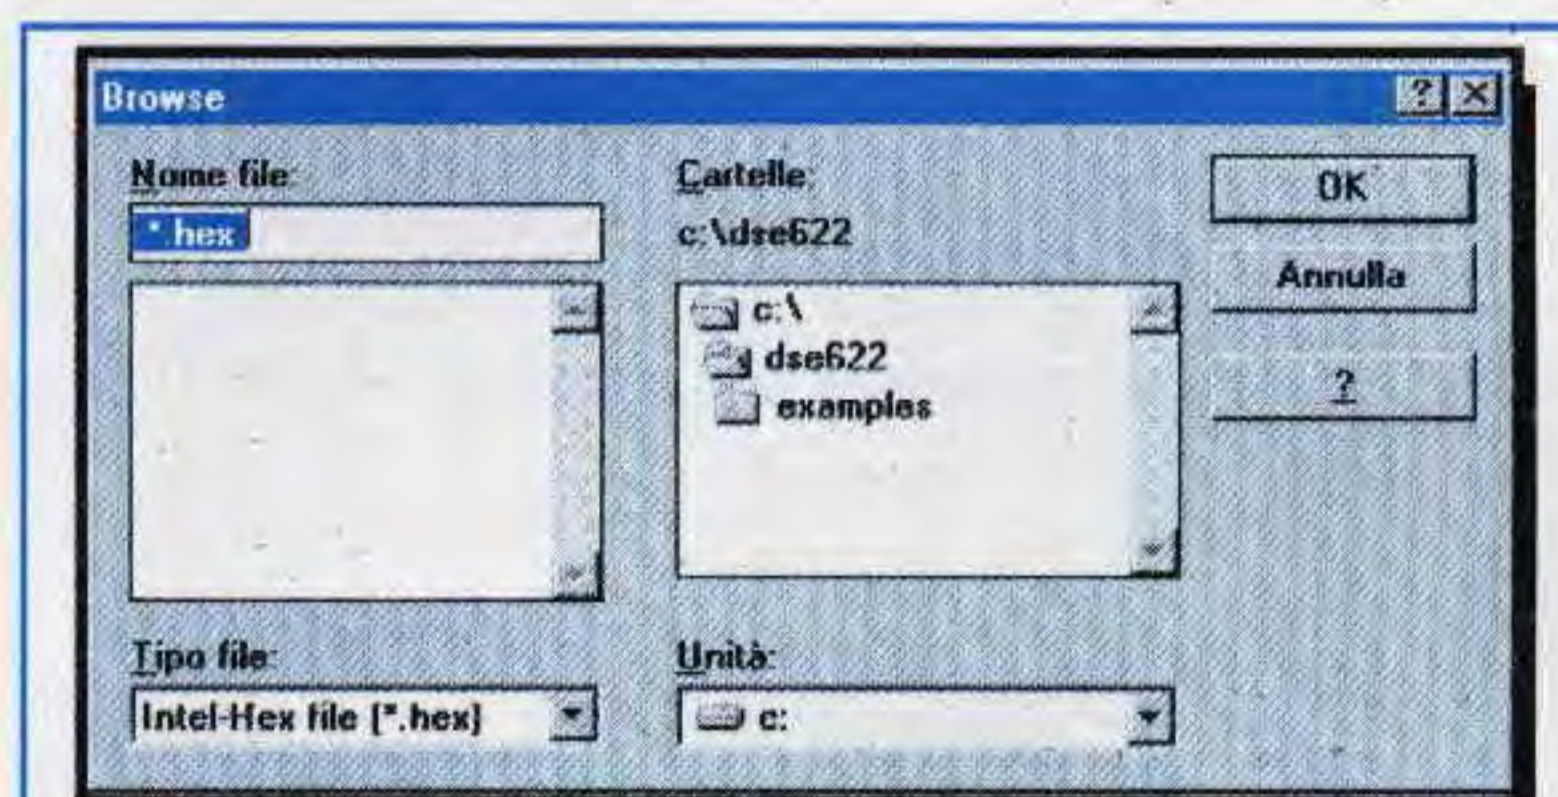 Browse
Nome file:
*.hex
Cartelle:
c:\dse622
c:\
dse622
examples
OK
Annulla
?
Tipo file:
Intel-Hex file (*.hex)
Unità:
c: